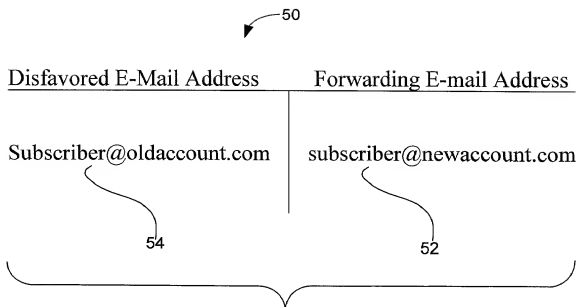 50
Disfavored E-Mail Address Forwarding E-mail Address
Subscriber@oldaccount.com subscriber@newaccount.com
54 52